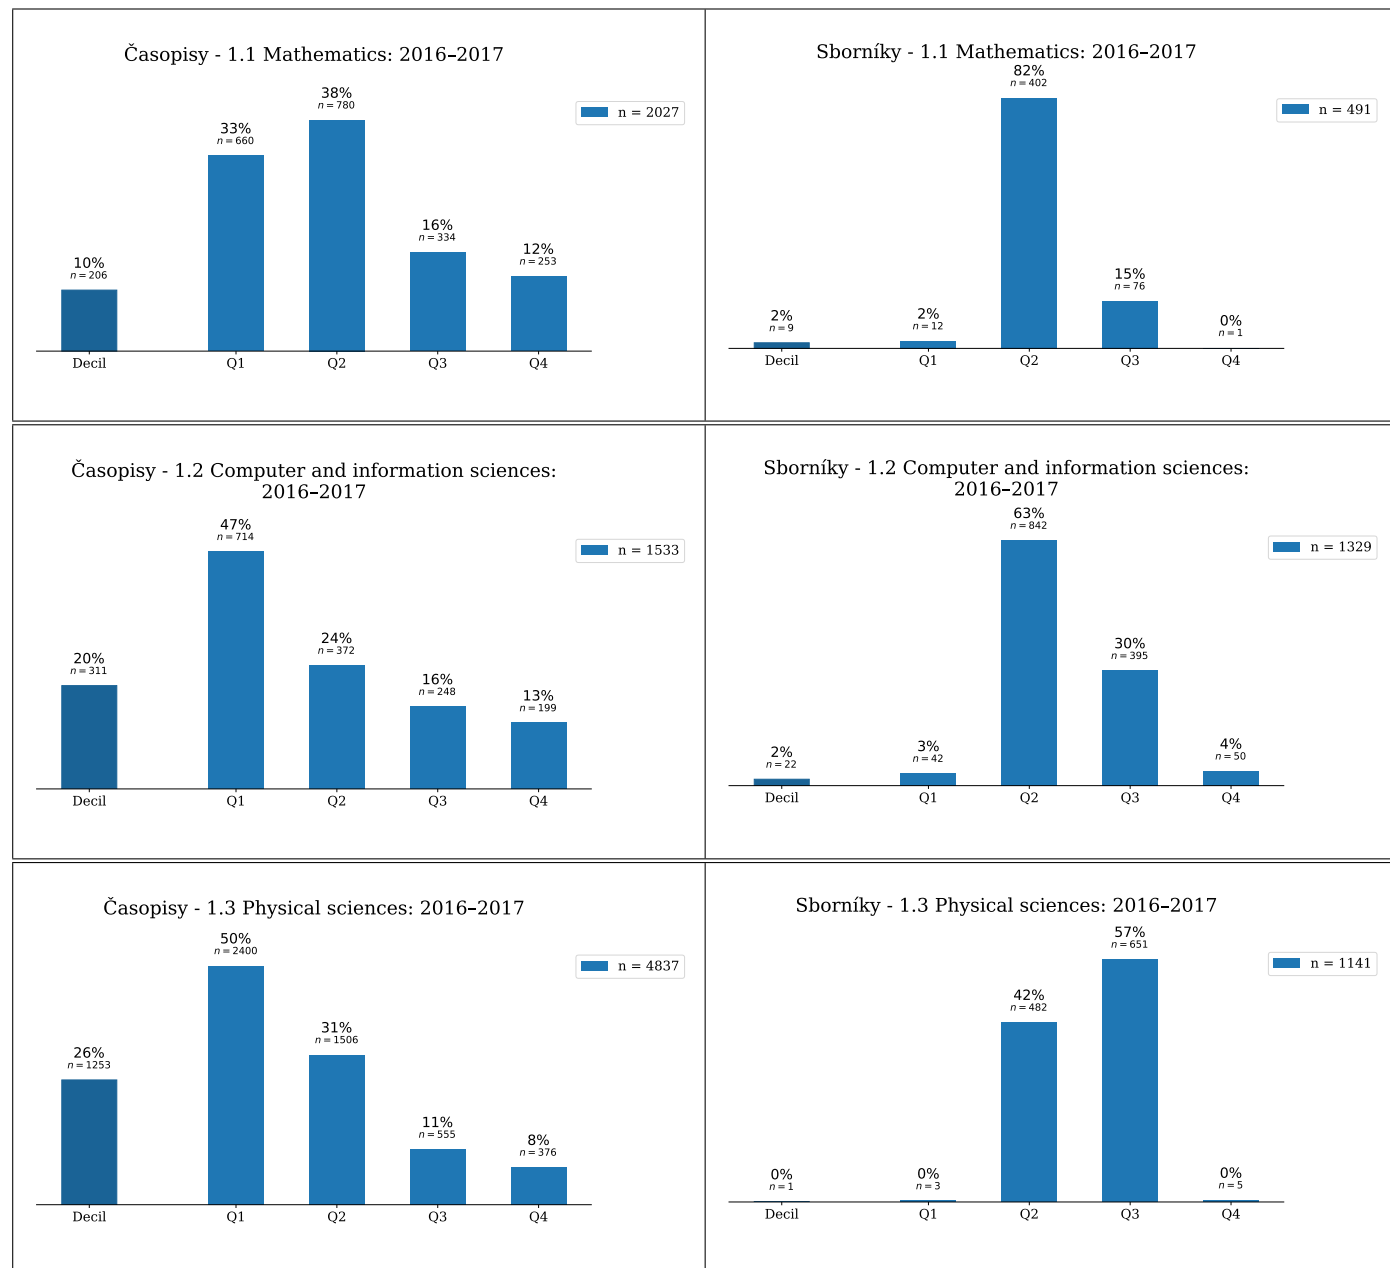 Časopisy - 1.1 Mathematics: 2016–2017
38%
n = 780
n = 2027
33%
n = 660
16%
n = 334
12%
n = 253
10%
n = 206
Decil Q1 Q2 Q3 Q4
Sborníky - 1.1 Mathematics: 2016–2017
82%
n = 402
n = 491
15%
n = 76
2%
n = 9
2%
n = 12
0%
n = 1
Decil Q1 Q2 Q3 Q4
Časopisy - 1.2 Computer and information sciences:
2016–2017
47%
n = 714
n = 1533
24%
n = 372
20%
n = 311
16%
n = 248
13%
n = 199
Decil Q1 Q2 Q3 Q4
Sborníky - 1.2 Computer and information sciences:
2016–2017
63%
n = 842
n = 1329
30%
n = 395
2%
n = 22
3%
n = 42
4%
n = 50
Decil Q1 Q2 Q3 Q4
Časopisy - 1.3 Physical sciences: 2016–2017
50%
n = 2400
n = 4837
31%
n = 1506
26%
n = 1253
11%
n = 555
8%
n = 376
Decil Q1 Q2 Q3 Q4
Sborníky - 1.3 Physical sciences: 2016–2017
57%
n = 651
n = 1141
42%
n = 482
0%
n = 1
0%
n = 3
0%
n = 5
Decil Q1 Q2 Q3 Q4